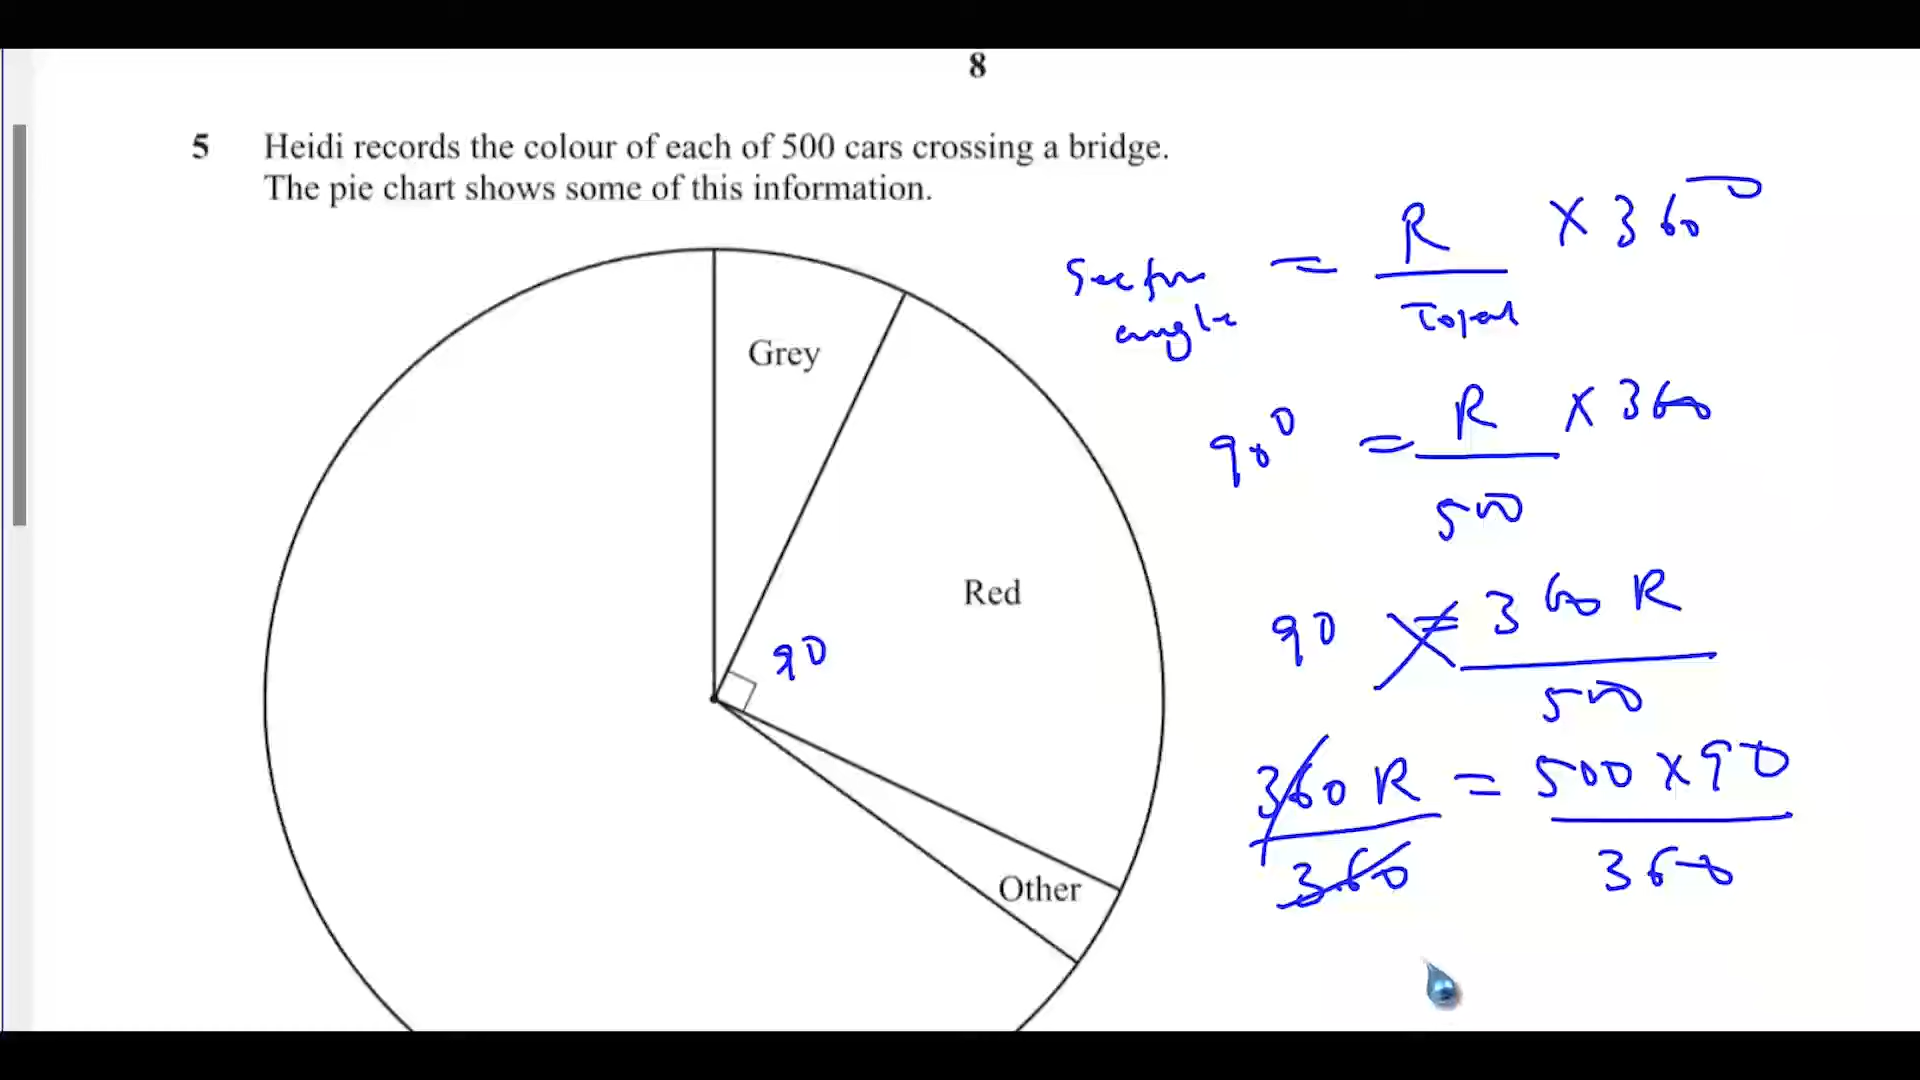 8
5 Heidi records the colour of each of 500 cars crossing a bridge.
The pie chart shows some of this information.
Sector angle = R / Total × 360°
Grey
90° = R / 500 × 360
Red
90
90 = 360 R / 500
360 R / 360 = 500 × 90 / 360
Other